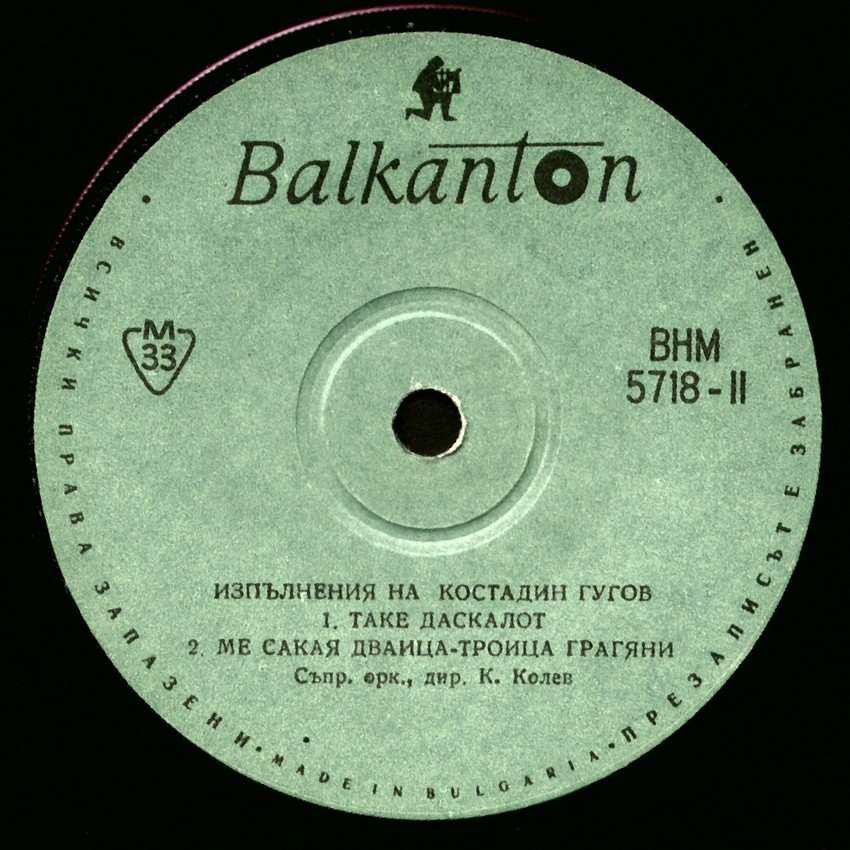 Balkanton
M
33
ВНМ
5718-II
ИЗПЪЛНЕНИЯ НА КОСТАДИН ГУГОВ
1. ТАКЕ ДАСКАЛОТ
2. МЕ САКАЯ ДВАИЦА-ТРОИЦА ГРАГЯНИ
Съпр. орк., дир. К. Колев
ВСИЧКИ ПРАВА ЗАПАЗЕНИ • MADE IN BULGARIA • ПРЕЗАПИСЪТ Е ЗАБРАНЕН